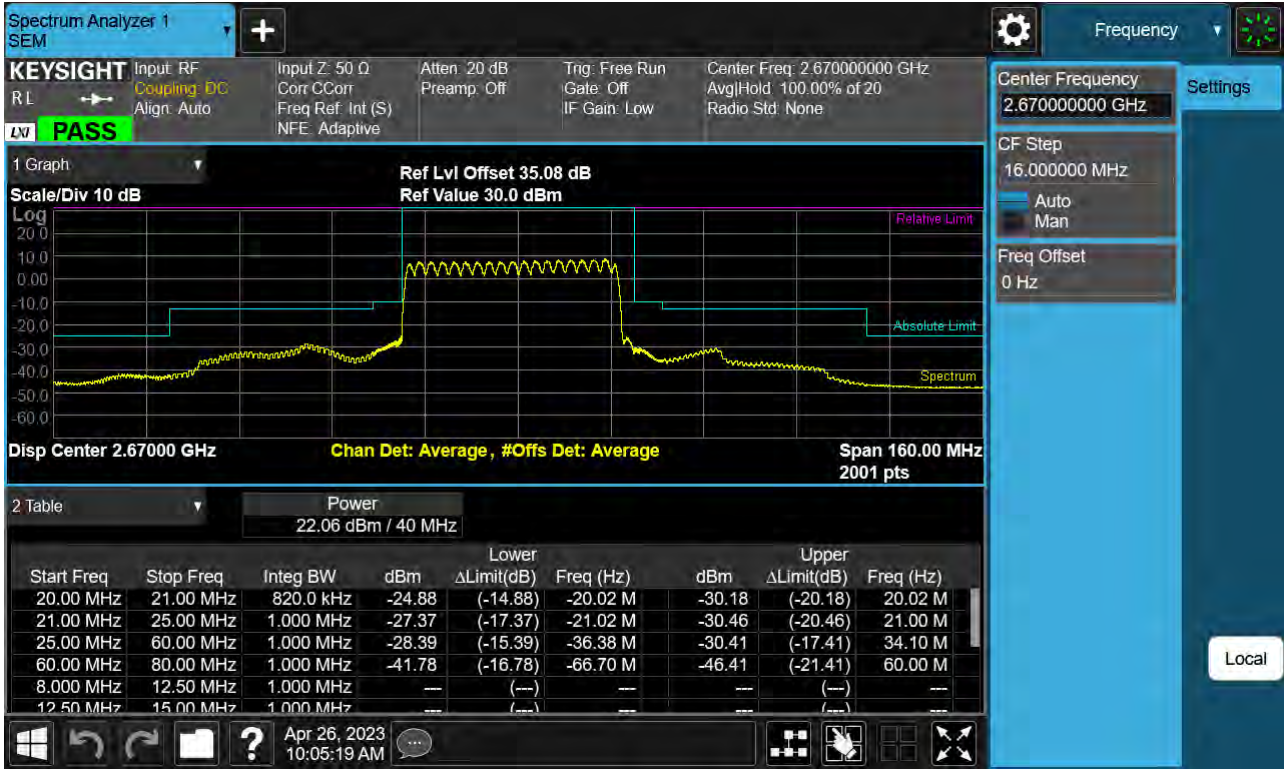 Spectrum Analyzer 1
SEM
Frequency
KEYSIGHT
RL
LXI
PASS
Input: RF
Coupling: DC
Align: Auto
Input Z: 50 Ω
Corr CCorr
Freq Ref: Int (S)
NFE: Adaptive
Atten: 20 dB
Preamp: Off
Trig: Free Run
Gate: Off
IF Gain: Low
Center Freq: 2.670000000 GHz
Avg|Hold: 100.00% of 20
Radio Std: None
Center Frequency
2.670000000 GHz
Settings
CF Step
16.000000 MHz
Auto
Man
Freq Offset
0 Hz
Local
1 Graph
Scale/Div 10 dB
Ref Lvl Offset 35.08 dB
Ref Value 30.0 dBm
Log
20.0
10.0
0.00
-10.0
-20.0
-30.0
-40.0
-50.0
-60.0
Relative Limit
Absolute Limit
Spectrum
Disp Center 2.67000 GHz
Chan Det: Average , #Offs Det: Average
Span 160.00 MHz
2001 pts
2 Table
Power
22.06 dBm / 40 MHz
Lower Upper
Start Freq Stop Freq Integ BW dBm ΔLimit(dB) Freq (Hz) dBm ΔLimit(dB) Freq (Hz)
20.00 MHz 21.00 MHz 820.0 kHz -24.88 (-14.88) -20.02 M -30.18 (-20.18) 20.02 M
21.00 MHz 25.00 MHz 1.000 MHz -27.37 (-17.37) -21.02 M -30.46 (-20.46) 21.00 M
25.00 MHz 60.00 MHz 1.000 MHz -28.39 (-15.39) -36.38 M -30.41 (-17.41) 34.10 M
60.00 MHz 80.00 MHz 1.000 MHz -41.78 (-16.78) -66.70 M -46.41 (-21.41) 60.00 M
8.000 MHz 12.50 MHz 1.000 MHz --- (---) --- --- (---) ---
12.50 MHz 15.00 MHz 1.000 MHz --- (---) --- --- (---) ---
?
Apr 26, 2023
10:05:19 AM